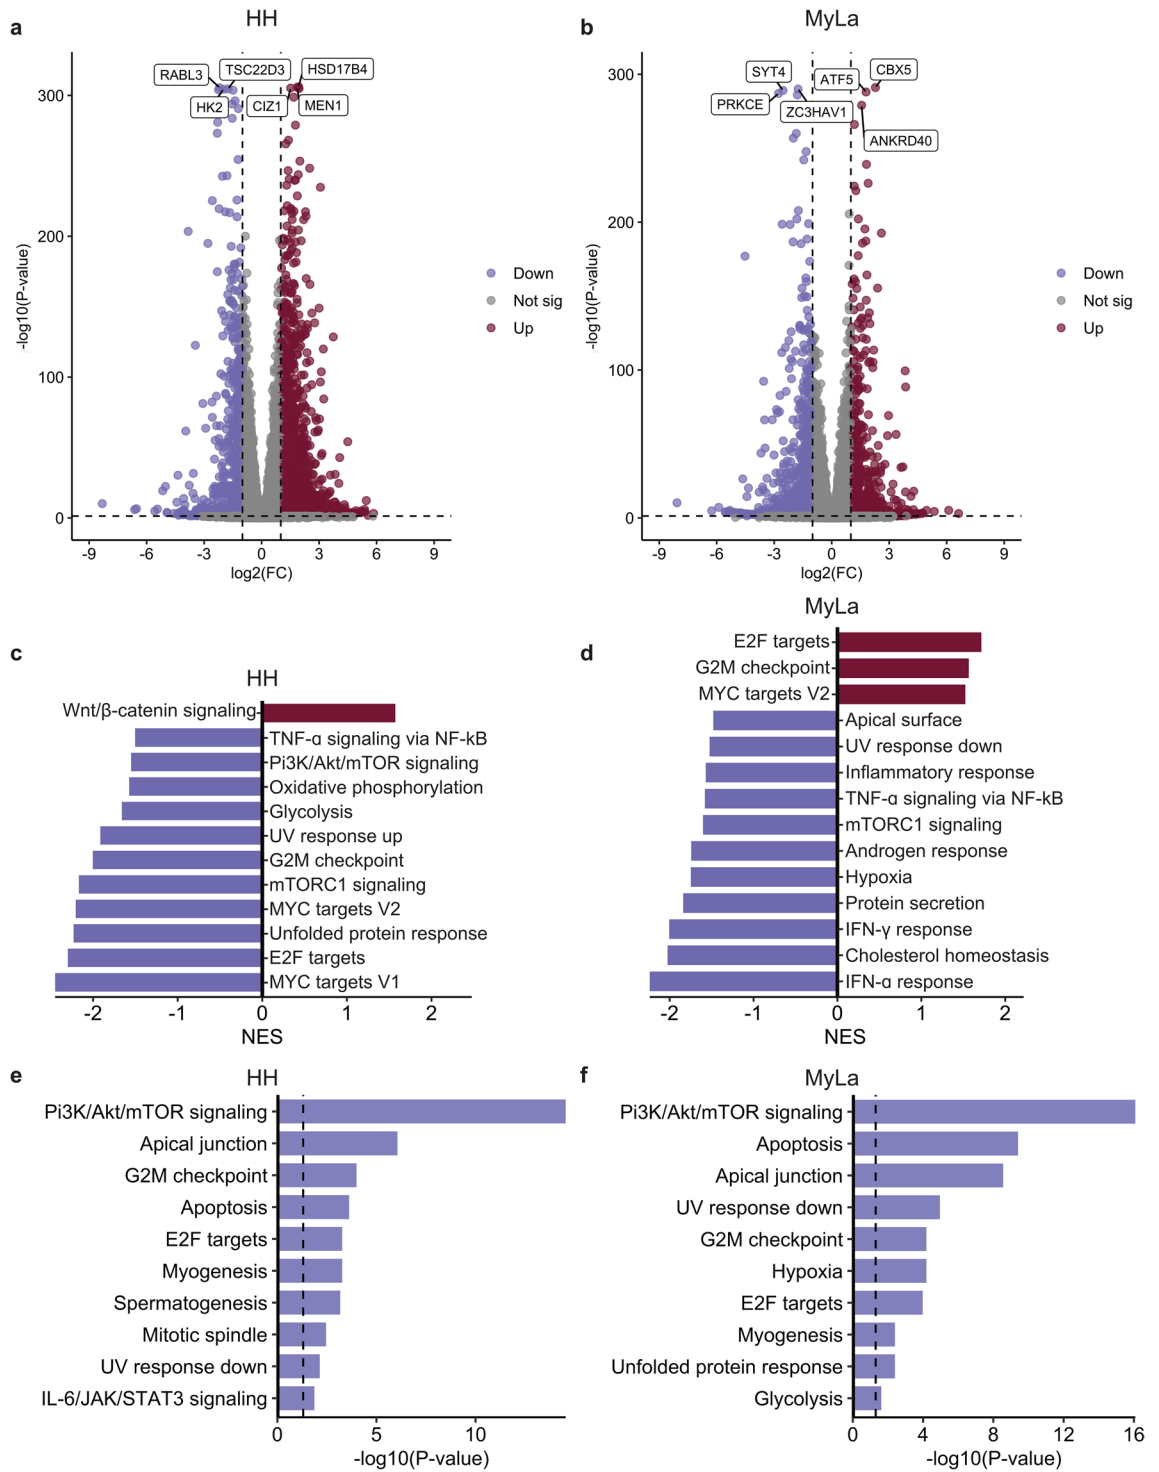 a
HH
-log10(P-value)
300
200
100
0
RABL3
TSC22D3
HSD17B4
HK2
CIZ1
MEN1
Down
Not sig
Up
-9 -6 -3 0 3 6 9
log2(FC)
b
MyLa
-log10(P-value)
300
200
100
0
SYT4
ATF5
CBX5
PRKCE
ZC3HAV1
ANKRD40
Down
Not sig
Up
-9 -6 -3 0 3 6 9
log2(FC)
c
HH
Wnt/β-catenin signaling
TNF-α signaling via NF-kB
Pi3K/Akt/mTOR signaling
Oxidative phosphorylation
Glycolysis
UV response up
G2M checkpoint
mTORC1 signaling
MYC targets V2
Unfolded protein response
E2F targets
MYC targets V1
-2 -1 0 1 2
NES
d
MyLa
E2F targets
G2M checkpoint
MYC targets V2
Apical surface
UV response down
Inflammatory response
TNF-α signaling via NF-kB
mTORC1 signaling
Androgen response
Hypoxia
Protein secretion
IFN-γ response
Cholesterol homeostasis
IFN-α response
-2 -1 0 1 2
NES
e
HH
Pi3K/Akt/mTOR signaling
Apical junction
G2M checkpoint
Apoptosis
E2F targets
Myogenesis
Spermatogenesis
Mitotic spindle
UV response down
IL-6/JAK/STAT3 signaling
0 5 10
-log10(P-value)
f
MyLa
Pi3K/Akt/mTOR signaling
Apoptosis
Apical junction
UV response down
G2M checkpoint
Hypoxia
E2F targets
Myogenesis
Unfolded protein response
Glycolysis
0 4 8 12 16
-log10(P-value)